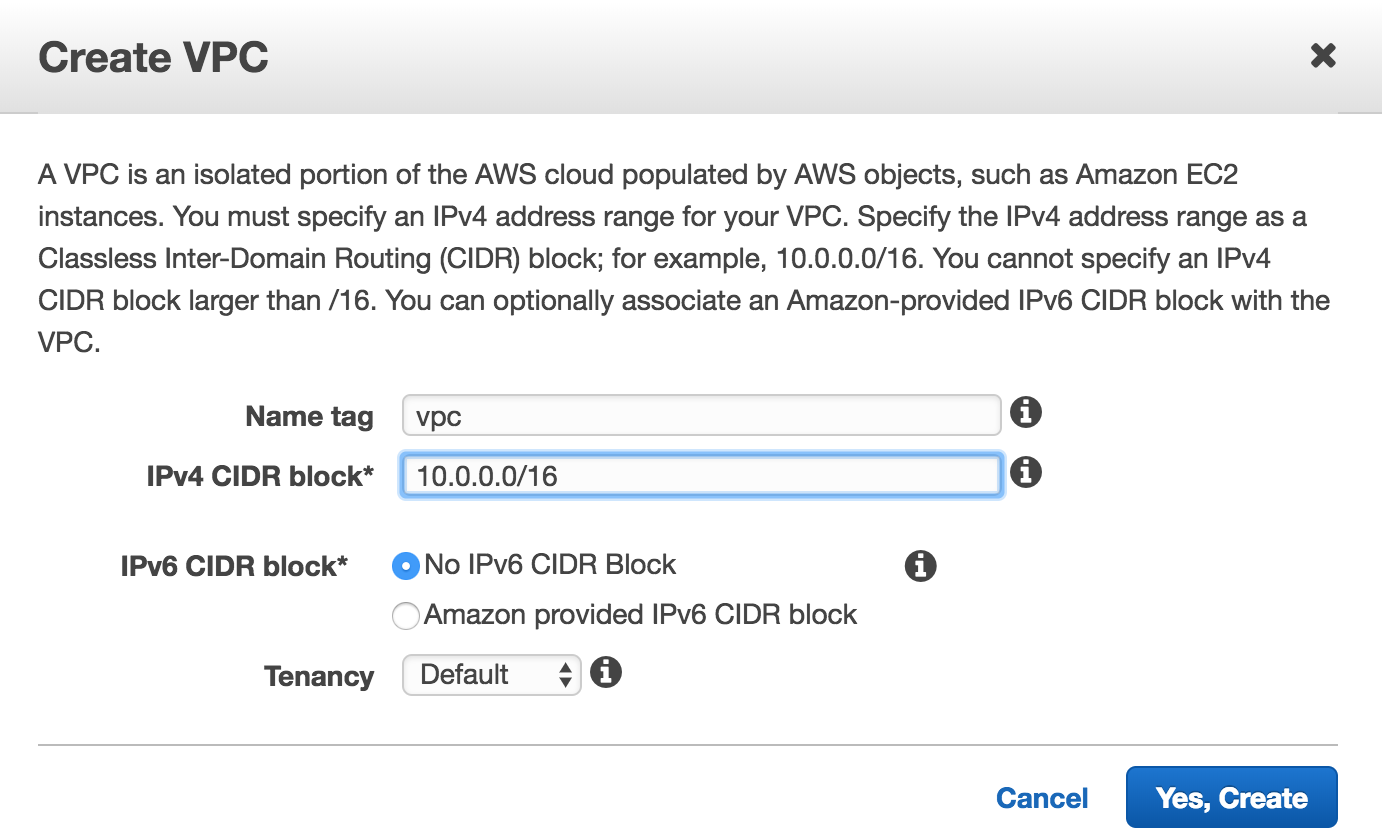 Create VPC
A VPC is an isolated portion of the AWS cloud populated by AWS objects, such as Amazon EC2
instances. You must specify an IPv4 address range for your VPC. Specify the IPv4 address range as a
Classless Inter-Domain Routing (CIDR) block; for example, 10.0.0.0/16. You cannot specify an IPv4
CIDR block larger than /16. You can optionally associate an Amazon-provided IPv6 CIDR block with the
VPC.
Name tag vpc
IPv4 CIDR block* 10.0.0.0/16
IPv6 CIDR block* No IPv6 CIDR Block
Amazon provided IPv6 CIDR block
Tenancy Default
Cancel Yes, Create